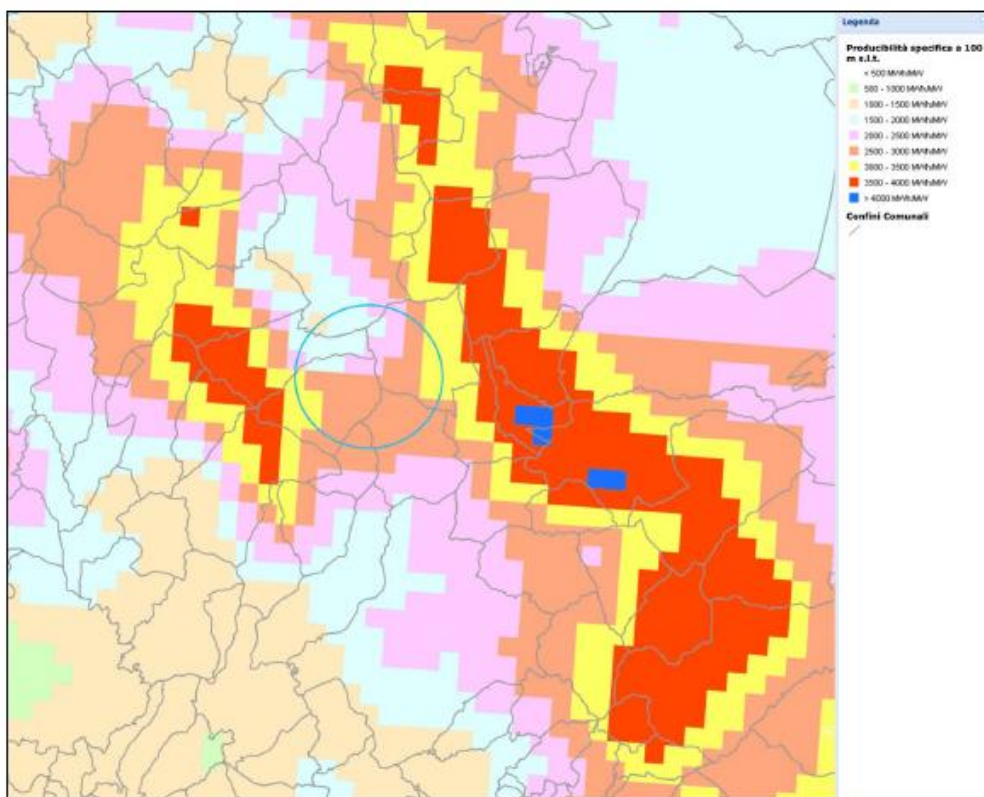 Legenda
Producibilità specifica a 100
m s.l.t.
< 500 MWh/MW
500 - 1000 MWh/MW
1000 - 1500 MWh/MW
1500 - 2000 MWh/MW
2000 - 2500 MWh/MW
2500 - 3000 MWh/MW
3000 - 3500 MWh/MW
3500 - 4000 MWh/MW
> 4000 MWh/MW
Confini Comunali